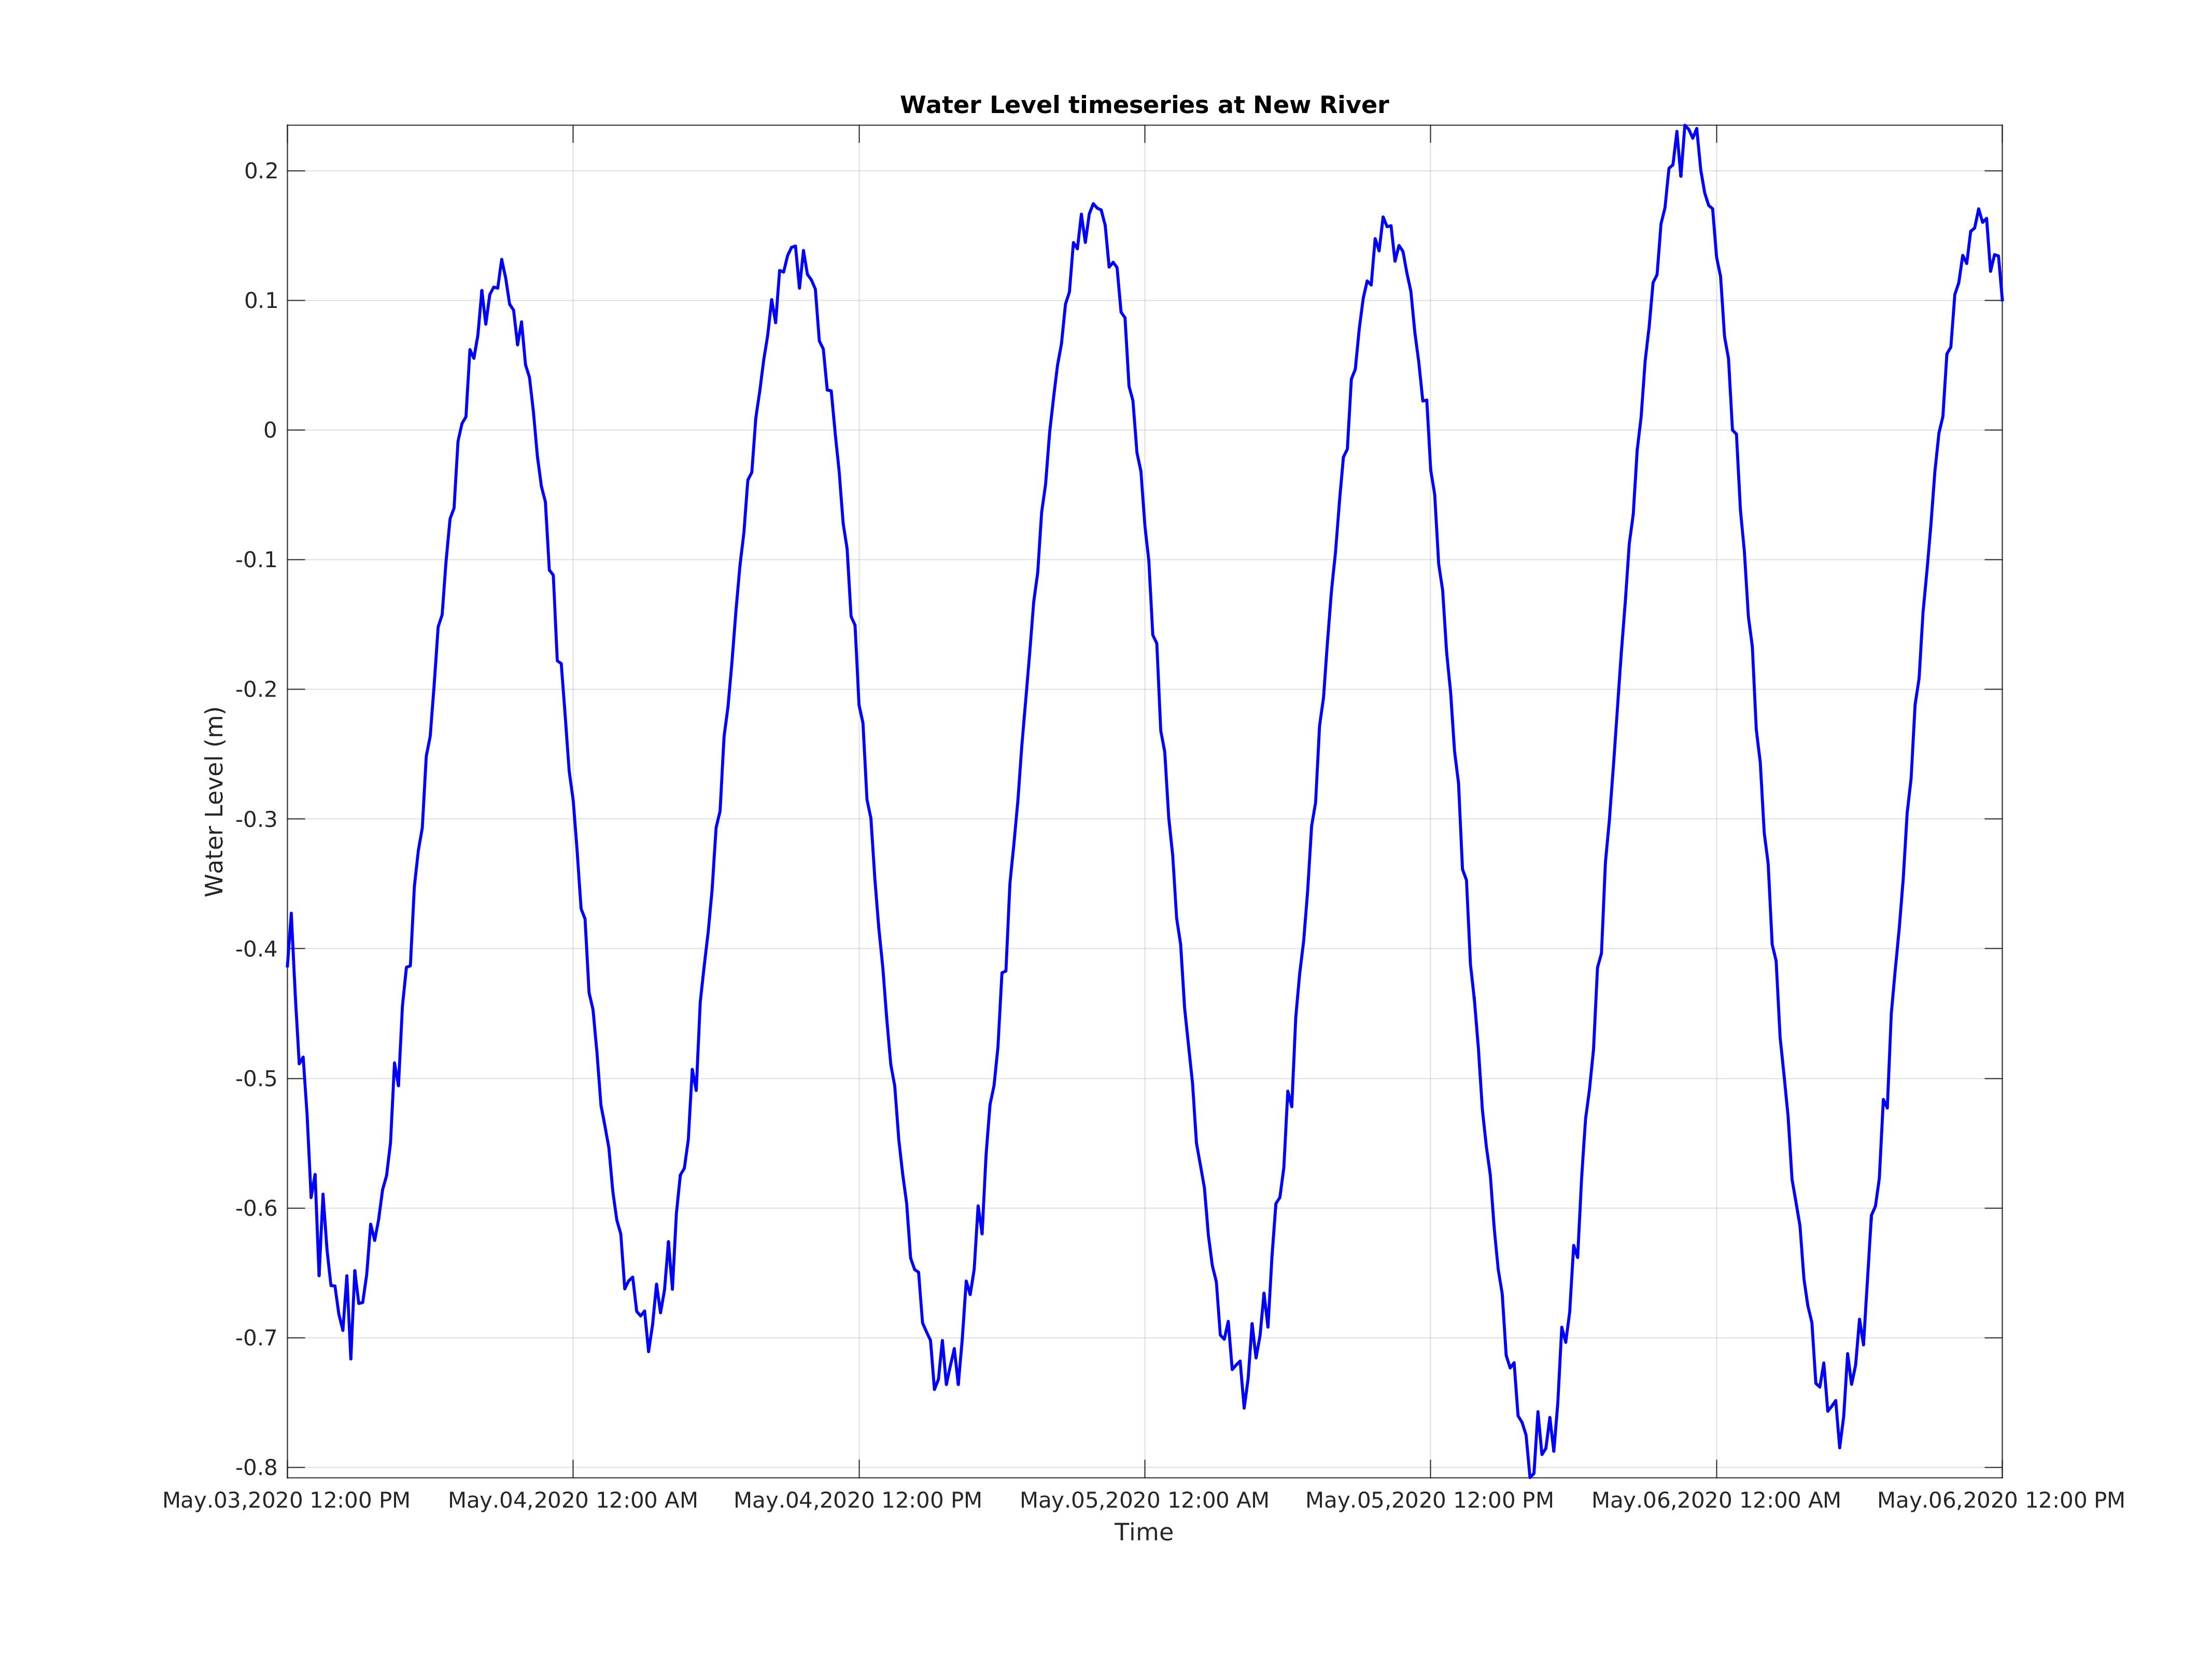 Water Level timeseries at New River
0.2
0.1
0
-0.1
-0.2
-0.3
-0.4
-0.5
-0.6
-0.7
-0.8
Water Level (m)
May.03,2020 12:00 PM
May.04,2020 12:00 AM
May.04,2020 12:00 PM
May.05,2020 12:00 AM
May.05,2020 12:00 PM
May.06,2020 12:00 AM
May.06,2020 12:00 PM
Time